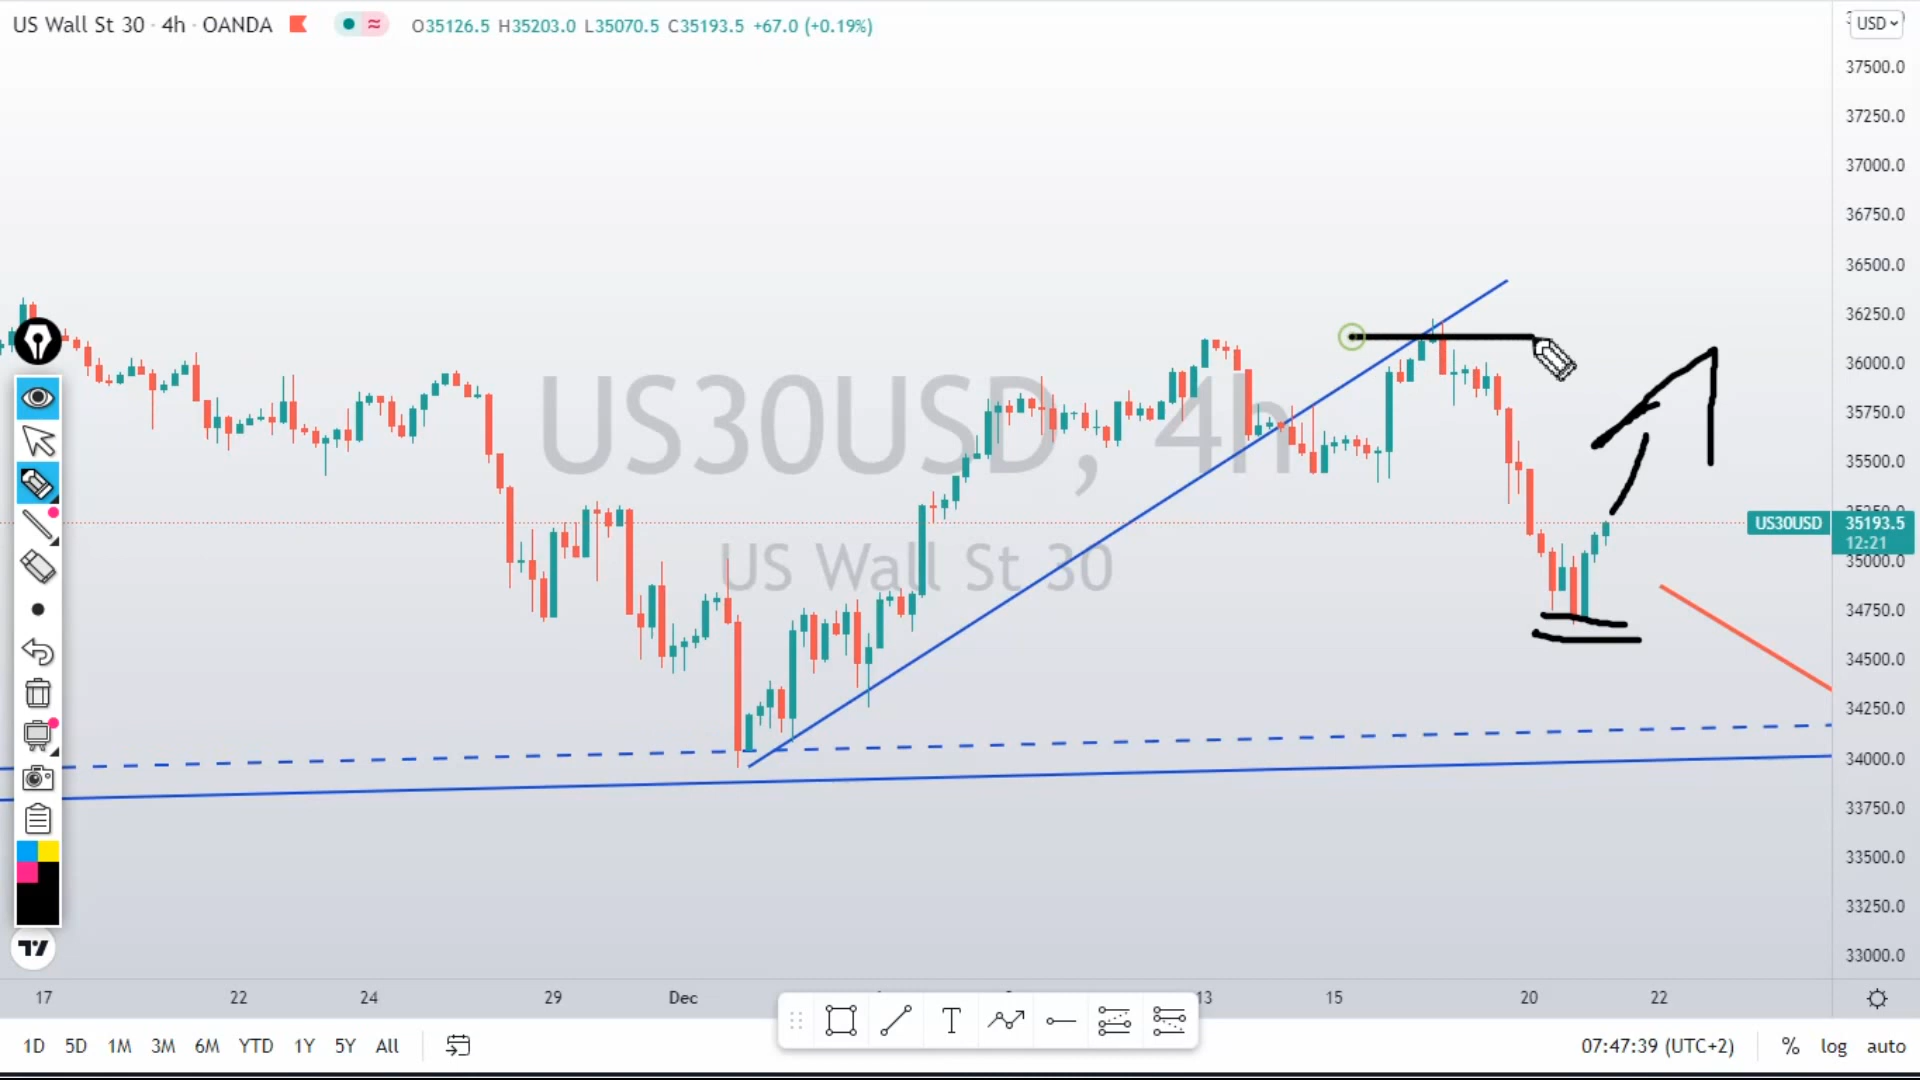 US Wall St 30 · 4h · OANDA O35126.5 H35203.0 L35070.5 C35193.5 +67.0 (+0.19%)
USD
37500.0
37250.0
37000.0
36750.0
36500.0
36250.0
36000.0
35750.0
35500.0
US30USD, 4h
US Wall St 30
US30USD 35193.5
12:21
35000.0
34750.0
34500.0
34250.0
34000.0
33750.0
33500.0
33250.0
33000.0
17 22 24 29 Dec 13 15 20 22
T
1D 5D 1M 3M 6M YTD 1Y 5Y All 07:47:39 (UTC+2) % log auto